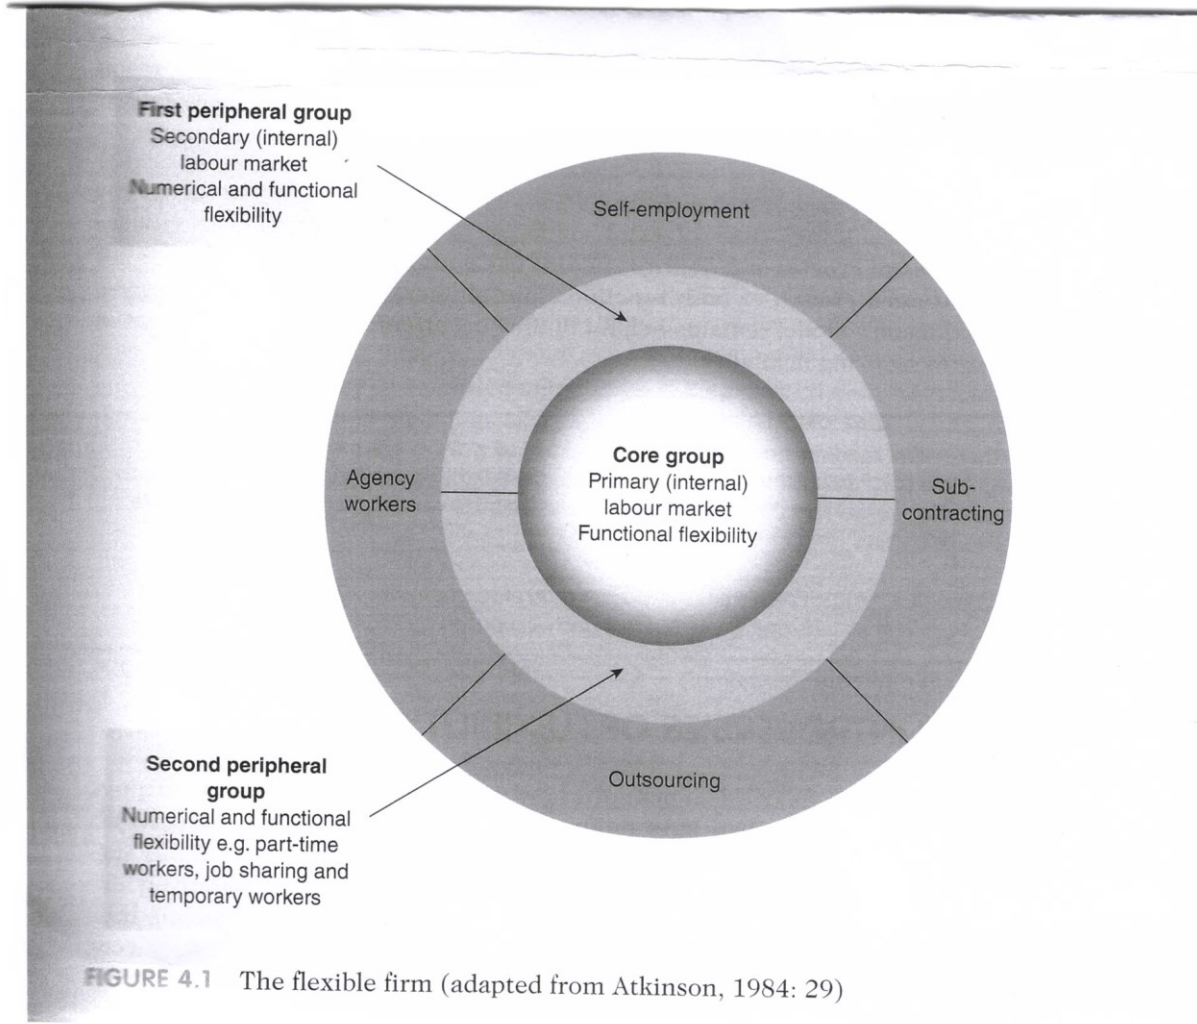 First peripheral group
Secondary (internal)
labour market
Numerical and functional
flexibility
Self-employment
Agency
workers
Core group
Primary (internal)
labour market
Functional flexibility
Sub-
contracting
Outsourcing
Second peripheral
group
Numerical and functional
flexibility e.g. part-time
workers, job sharing and
temporary workers
FIGURE 4.1 The flexible firm (adapted from Atkinson, 1984: 29)